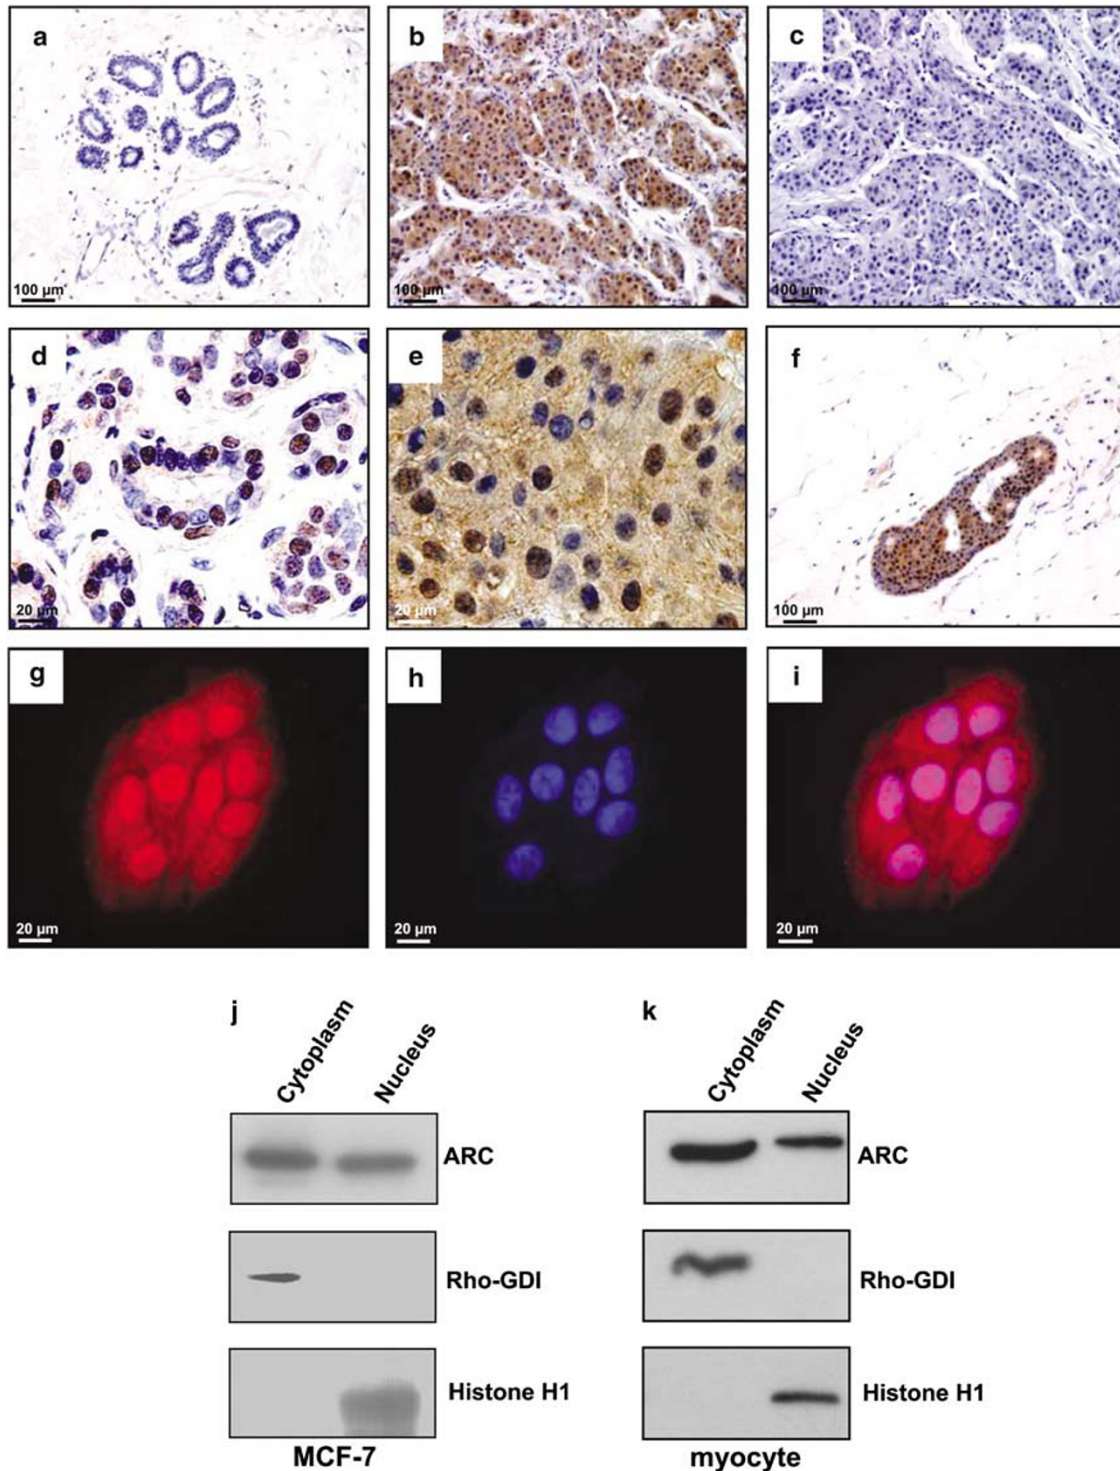 a
b
c
100 µm
100 µm
100 µm
d
e
f
20 µm
20 µm
100 µm
g
h
i
20 µm
20 µm
20 µm
j
Cytoplasm
Nucleus
k
Cytoplasm
Nucleus
ARC
ARC
Rho-GDI
Rho-GDI
Histone H1
Histone H1
MCF-7
myocyte